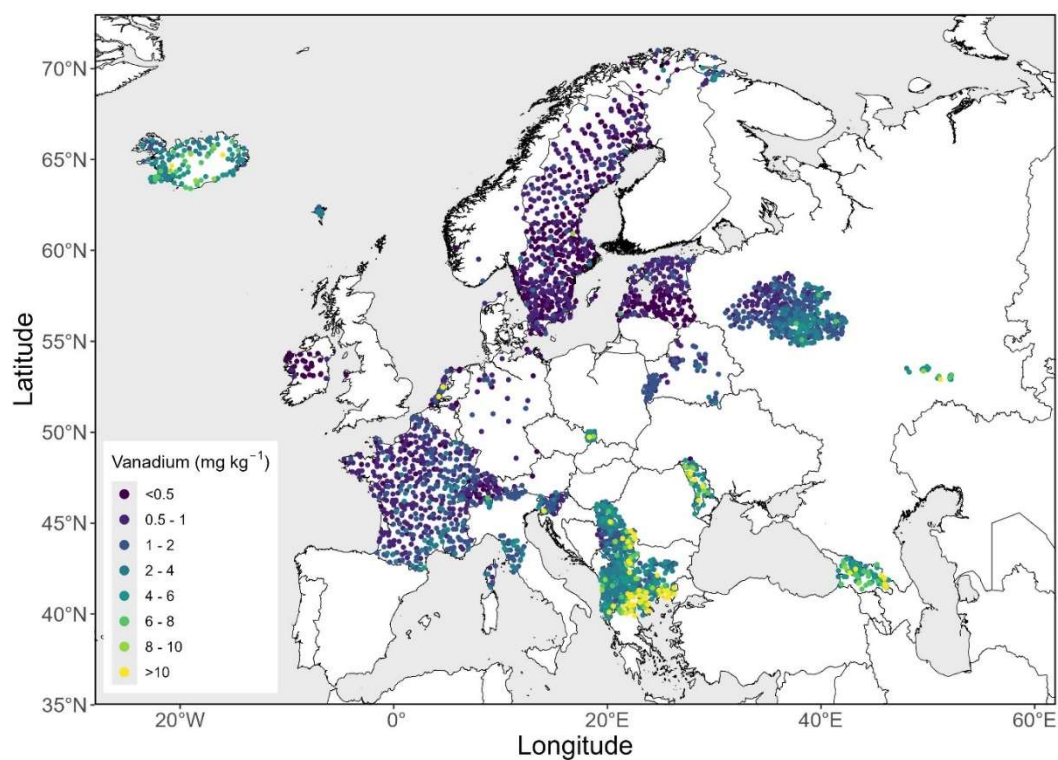 70°N
65°N
60°N
55°N
50°N
45°N
40°N
35°N
Latitude
Vanadium (mg kg⁻¹)
<0.5
0.5 - 1
1 - 2
2 - 4
4 - 6
6 - 8
8 - 10
>10
20°W
0°
20°E
40°E
60°E
Longitude